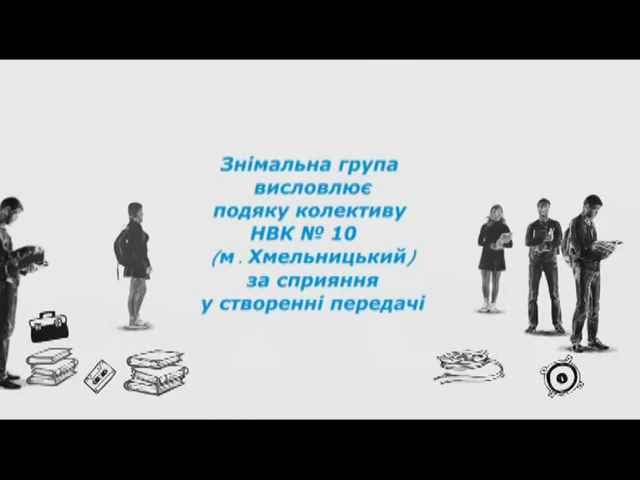 Знімальна група
висловлює
подяку колективу
НВК № 10
(м . Хмельницький)
за сприяння
у створенні передачі